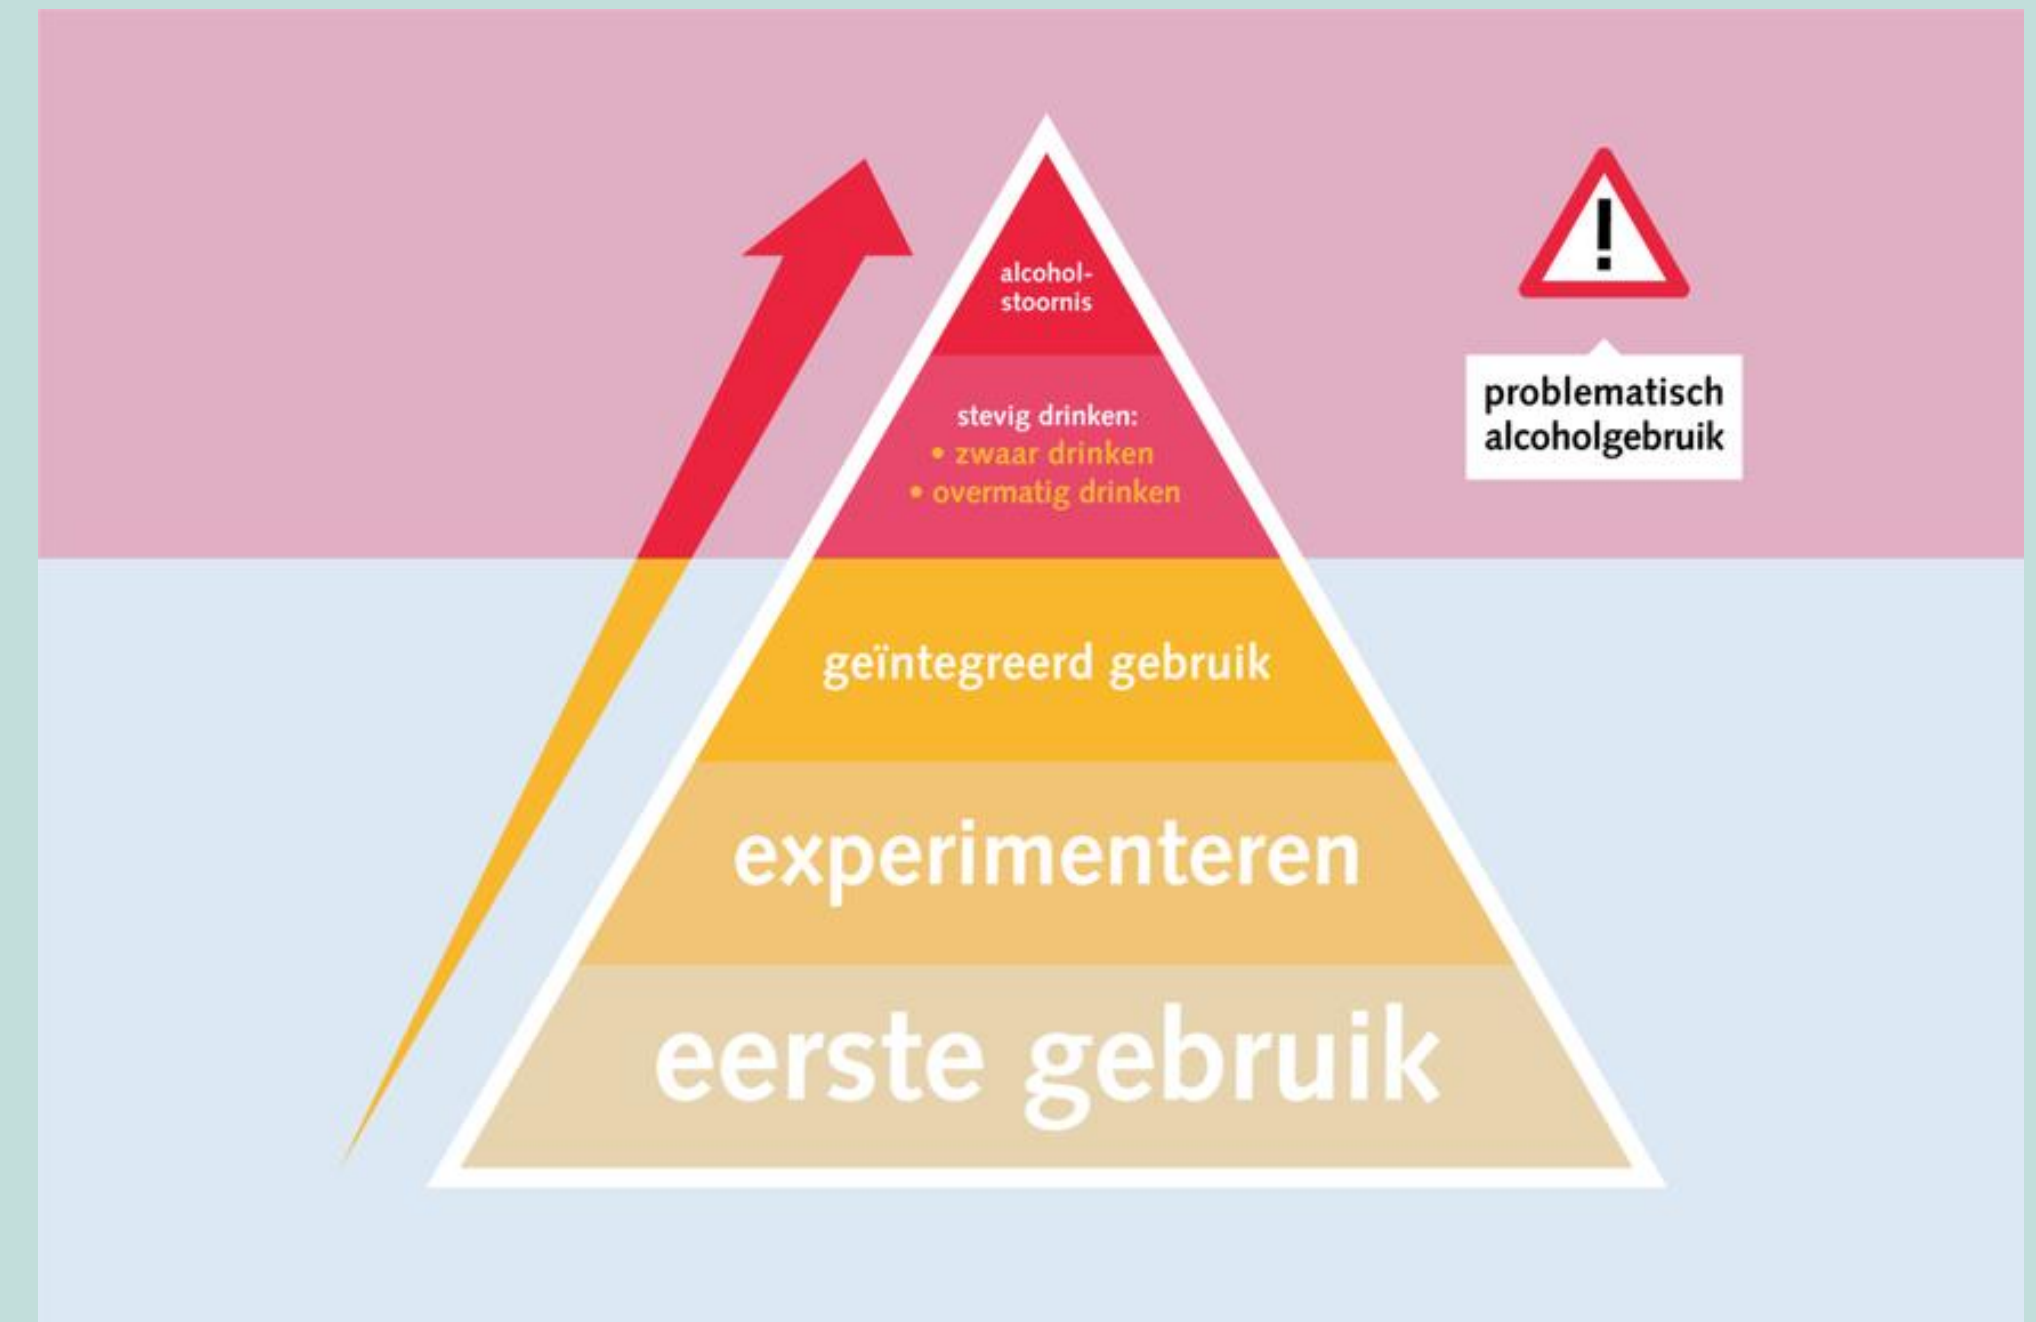 alcohol-
stoornis
stevig drinken:
• zwaar drinken
• overmatig drinken
!
problematisch
alcoholgebruik
geïntegreerd gebruik
experimenteren
eerste gebruik